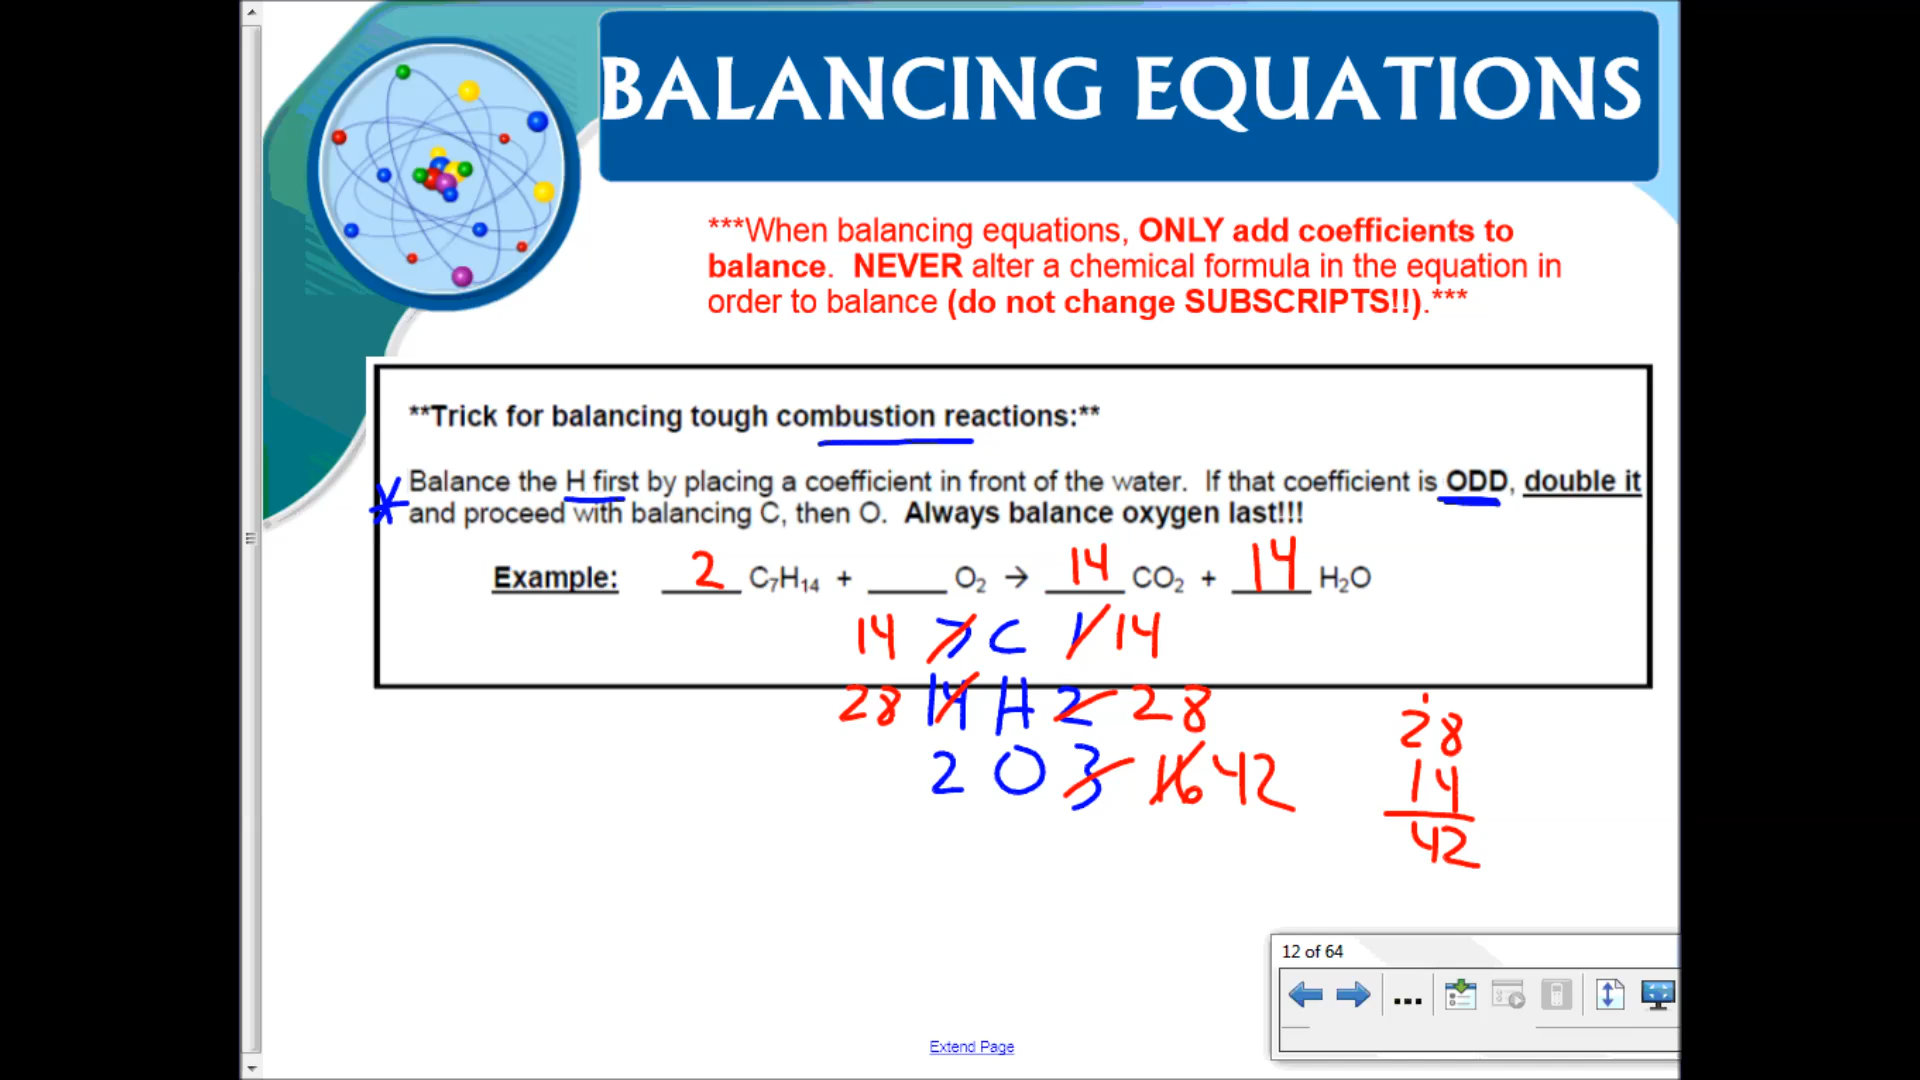 BALANCING EQUATIONS
***When balancing equations, ONLY add coefficients to
balance. NEVER alter a chemical formula in the equation in
order to balance (do not change SUBSCRIPTS!!).***
**Trick for balancing tough combustion reactions:**
Balance the H first by placing a coefficient in front of the water. If that coefficient is ODD, double it
and proceed with balancing C, then O. Always balance oxygen last!!!
Example: 2 C₇H₁₄ + ____ O₂ → 14 CO₂ + 14 H₂O
14 7 C 1 14
28 14 H 2 28
2 O 3 16 42
28
14
42
12 of 64
Extend Page